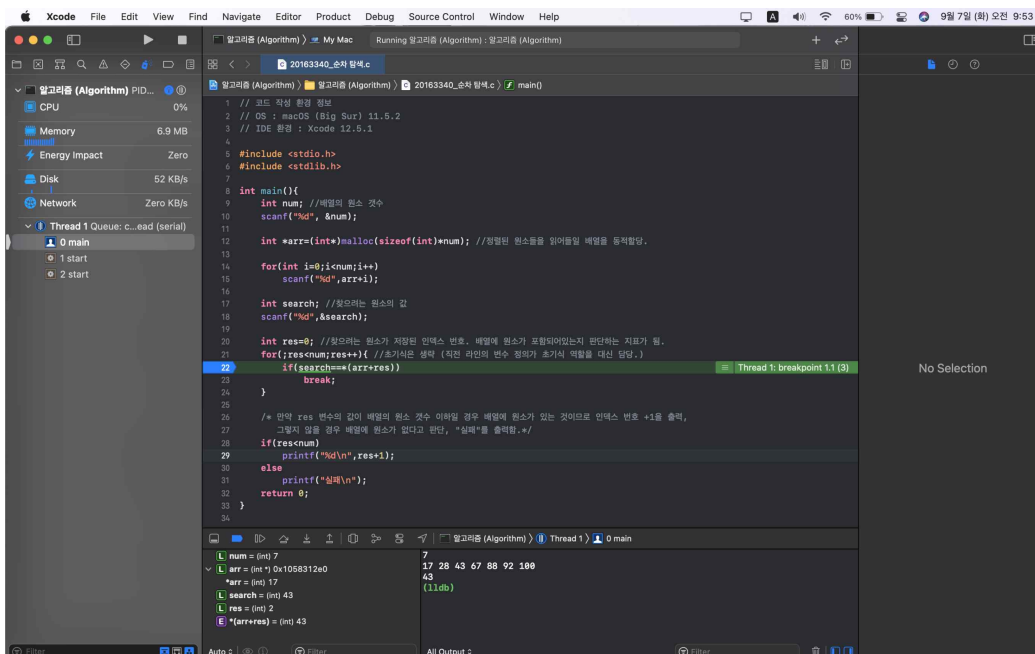 Xcode File Edit View Find Navigate Editor Product Debug Source Control Window Help A 60% 9월 7일 (화) 오전 9:53
알고리즘 (Algorithm) 〉 My Mac Running 알고리즘 (Algorithm) : 알고리즘 (Algorithm)
20163340_순차 탐색.c
알고리즘 (Algorithm) 〉 알고리즘 (Algorithm) 〉 20163340_순차 탐색.c 〉 main()
알고리즘 (Algorithm) PID...
CPU 0%
Memory 6.9 MB
Energy Impact Zero
Disk 52 KB/s
Network Zero KB/s
Thread 1 Queue: c...ead (serial)
0 main
1 start
2 start
1 // 코드 작성 환경 정보
2 // OS : macOS (Big Sur) 11.5.2
3 // IDE 환경 : Xcode 12.5.1
4
5 #include <stdio.h>
6 #include <stdlib.h>
7
8 int main(){
9 int num; //배열의 원소 갯수
10 scanf("%d", &num);
11
12 int *arr=(int*)malloc(sizeof(int)*num); //정렬된 원소들을 읽어들일 배열을 동적할당.
13
14 for(int i=0;i<num;i++)
15 scanf("%d",arr+i);
16
17 int search; //찾으려는 원소의 값
18 scanf("%d",&search);
19
20 int res=0; //찾으려는 원소가 저장된 인덱스 번호. 배열에 원소가 포함되어있는지 판단하는 지표가 됨.
21 for(;res<num;res++){ //초기식은 생략 (직전 라인의 변수 정의가 초기식 역할을 대신 담당.)
22 if(search==*(arr+res)) Thread 1: breakpoint 1.1 (3)
23 break;
24 }
25
26 /* 만약 res 변수의 값이 배열의 원소 갯수 이하일 경우 배열에 원소가 있는 것이므로 인덱스 번호 +1을 출력,
27 그렇지 않을 경우 배열에 원소가 없다고 판단, "실패"를 출력함.*/
28 if(res<num)
29 printf("%d\n",res+1);
30 else
31 printf("실패\n");
32 return 0;
33 }
34
No Selection
알고리즘 (Algorithm) 〉 Thread 1 〉 0 main
L num = (int) 7
L arr = (int *) 0x1058312e0
*arr = (int) 17
L search = (int) 43
L res = (int) 2
E *(arr+res) = (int) 43
7
17 28 43 67 88 92 100
43
(lldb)
Filter Auto Filter All Output Filter